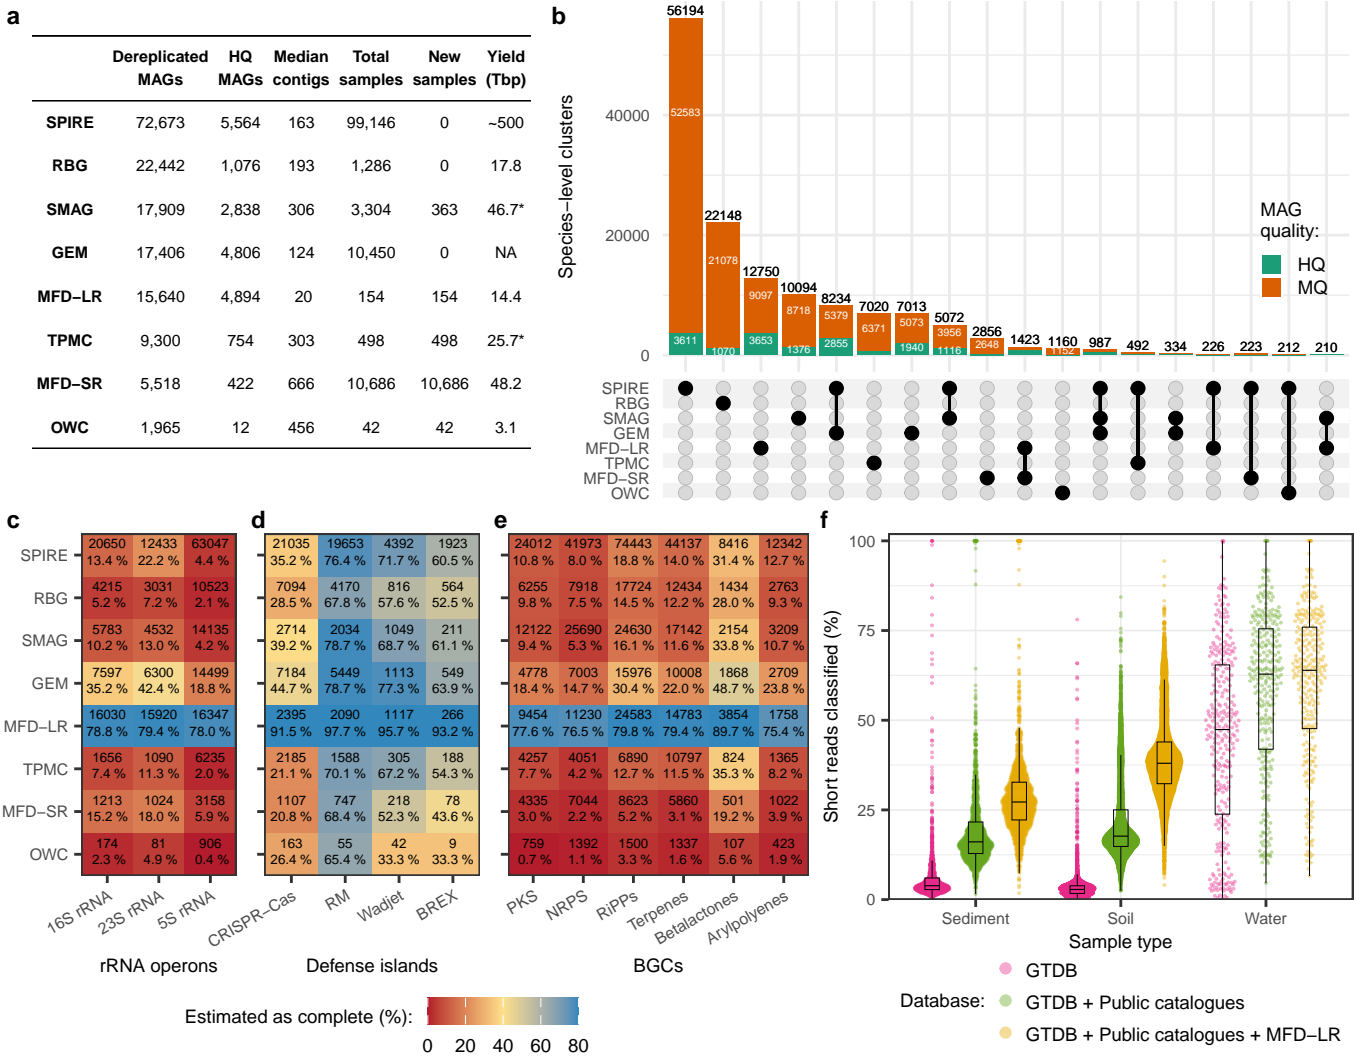 a
Dereplicated MAGs HQ MAGs Median contigs Total samples New samples Yield (Tbp)
SPIRE 72,673 5,564 163 99,146 0 ~500
RBG 22,442 1,076 193 1,286 0 17.8
SMAG 17,909 2,838 306 3,304 363 46.7*
GEM 17,406 4,806 124 10,450 0 NA
MFD-LR 15,640 4,894 20 154 154 14.4
TPMC 9,300 754 303 498 498 25.7*
MFD-SR 5,518 422 666 10,686 10,686 48.2
OWC 1,965 12 456 42 42 3.1
b
Species-level clusters
40000
20000
0
56194 22148 12750 10094 8234 7020 7013 5072 2856 1423 1160 987 492 334 226 223 212 210
52583 21078 9097 8718 5379 6371 5073 3956 2648 1152
3611 1070 3653 1376 2855 1940 1116
MAG quality:
HQ
MQ
SPIRE
RBG
SMAG
GEM
MFD-LR
TPMC
MFD-SR
OWC
c
SPIRE
RBG
SMAG
GEM
MFD-LR
TPMC
MFD-SR
OWC
20650 12433 63047
13.4 % 22.2 % 4.4 %
4215 3031 10523
5.2 % 7.2 % 2.1 %
5783 4532 14135
10.2 % 13.0 % 4.2 %
7597 6300 14499
35.2 % 42.4 % 18.8 %
16030 15920 16347
78.8 % 79.4 % 78.0 %
1656 1090 6235
7.4 % 11.3 % 2.0 %
1213 1024 3158
15.2 % 18.0 % 5.9 %
174 81 906
2.3 % 4.9 % 0.4 %
16S rRNA 23S rRNA 5S rRNA
rRNA operons
d
21035 19653 4392 1923
35.2 % 76.4 % 71.7 % 60.5 %
7094 4170 816 564
28.5 % 67.8 % 57.6 % 52.5 %
2714 2034 1049 211
39.2 % 78.7 % 68.7 % 61.1 %
7184 5449 1113 549
44.7 % 78.7 % 77.3 % 63.9 %
2395 2090 1117 266
91.5 % 97.7 % 95.7 % 93.2 %
2185 1588 305 188
21.1 % 70.1 % 67.2 % 54.3 %
1107 747 218 78
20.8 % 68.4 % 52.3 % 43.6 %
163 55 42 9
26.4 % 65.4 % 33.3 % 33.3 %
CRISPR-Cas RM Wadjet BREX
Defense islands
e
24012 41973 74443 44137 8416 12342
10.8 % 8.0 % 18.8 % 14.0 % 31.4 % 12.7 %
6255 7918 17724 12434 1434 2763
9.8 % 7.5 % 14.5 % 12.2 % 28.0 % 9.3 %
12122 25690 24630 17142 2154 3209
9.4 % 5.3 % 16.1 % 11.6 % 33.8 % 10.7 %
4778 7003 15976 10008 1868 2709
18.4 % 14.7 % 30.4 % 22.0 % 48.7 % 23.8 %
9454 11230 24583 14783 3854 1758
77.6 % 76.5 % 79.8 % 79.4 % 89.7 % 75.4 %
4257 4051 6890 10797 824 1365
7.7 % 4.2 % 12.7 % 11.5 % 35.3 % 8.2 %
4335 7044 8623 5860 501 1022
3.0 % 2.2 % 5.2 % 3.1 % 19.2 % 3.9 %
759 1392 1500 1337 107 423
0.7 % 1.1 % 3.3 % 1.6 % 5.6 % 1.9 %
PKS NRPS RiPPs Terpenes Betalactones Arylpolyenes
BGCs
Estimated as complete (%):
0 20 40 60 80
f
Short reads classified (%)
100
75
50
25
0
Sediment Soil Water
Sample type
Database:
GTDB
GTDB + Public catalogues
GTDB + Public catalogues + MFD-LR